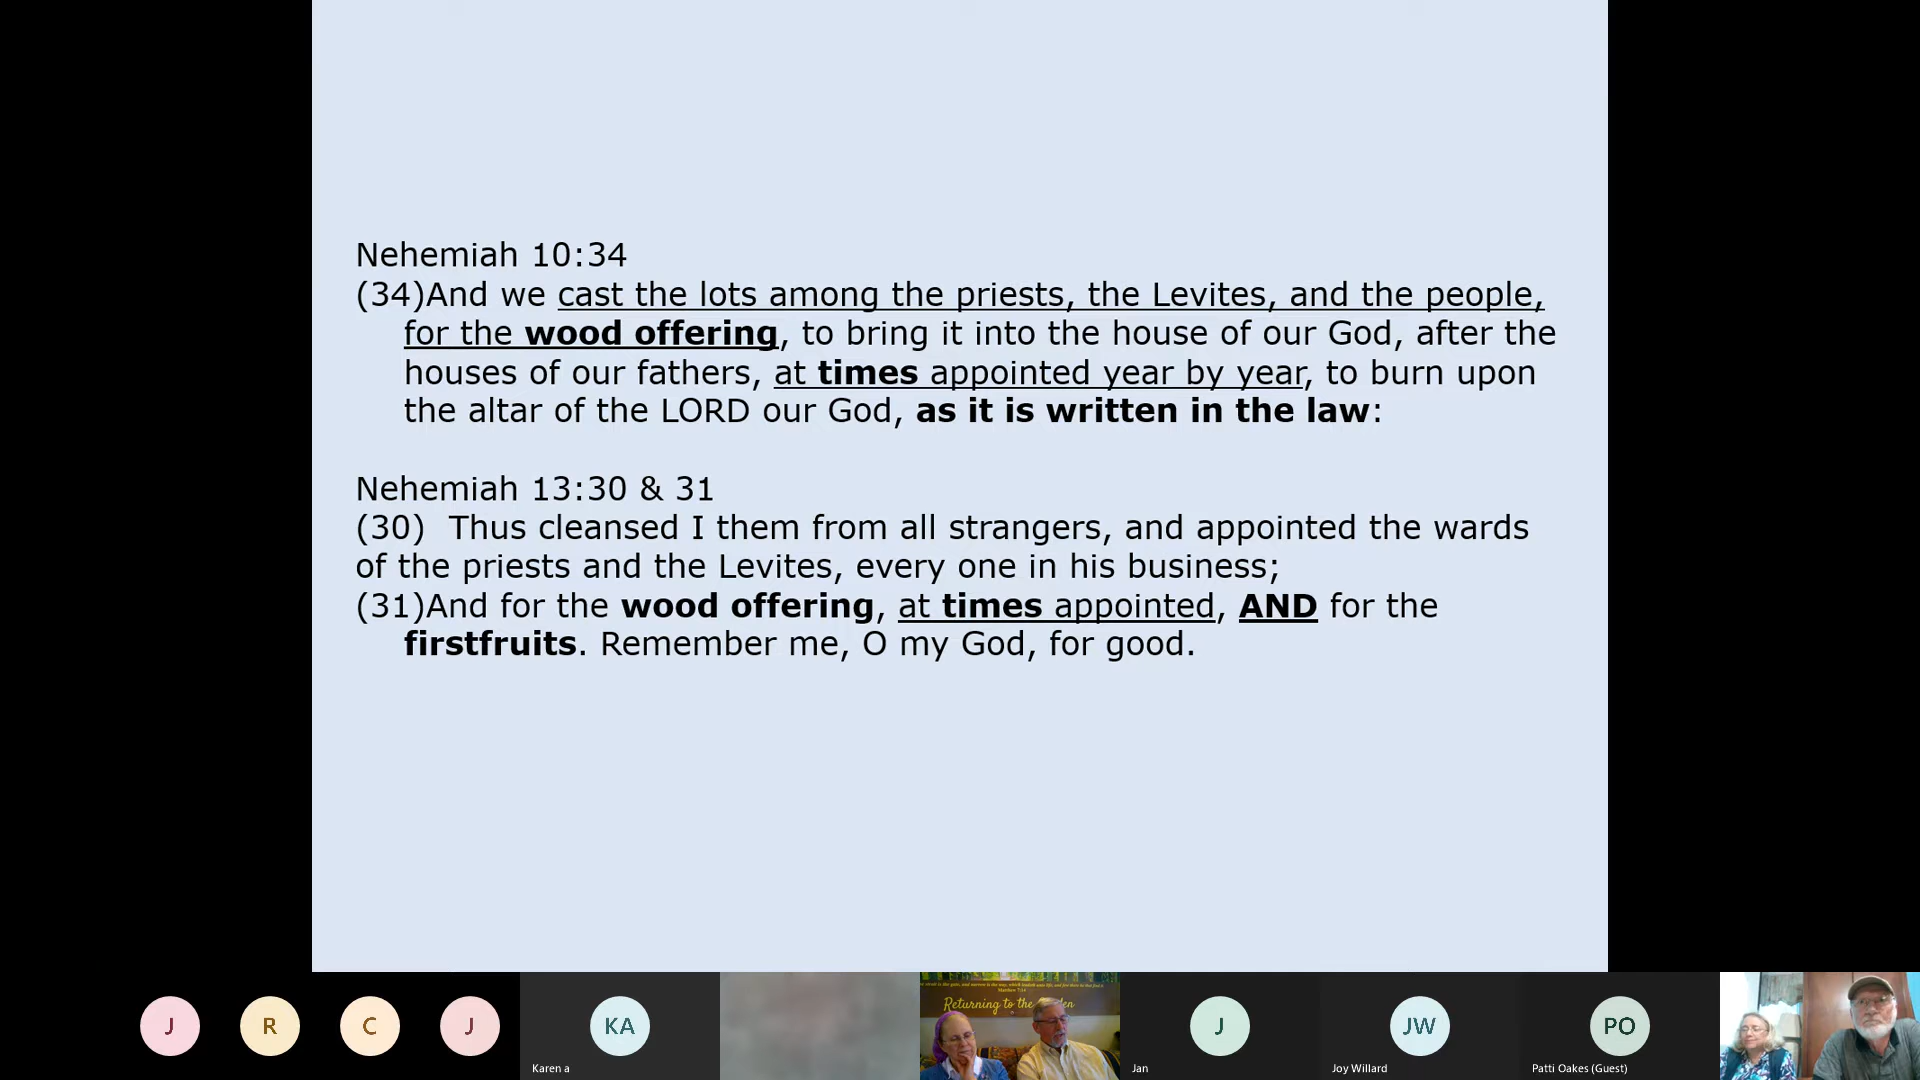 Nehemiah 10:34
(34)And we cast the lots among the priests, the Levites, and the people,
for the wood offering, to bring it into the house of our God, after the
houses of our fathers, at times appointed year by year, to burn upon
the altar of the LORD our God, as it is written in the law:
Nehemiah 13:30 & 31
(30)  Thus cleansed I them from all strangers, and appointed the wards
of the priests and the Levites, every one in his business;
(31)And for the wood offering, at times appointed, AND for the
firstfruits. Remember me, O my God, for good.
J
R
C
J
KA
Karen a
Matthew 7:14
Returning to the
J
Jan
JW
Joy Willard
PO
Patti Oakes (Guest)